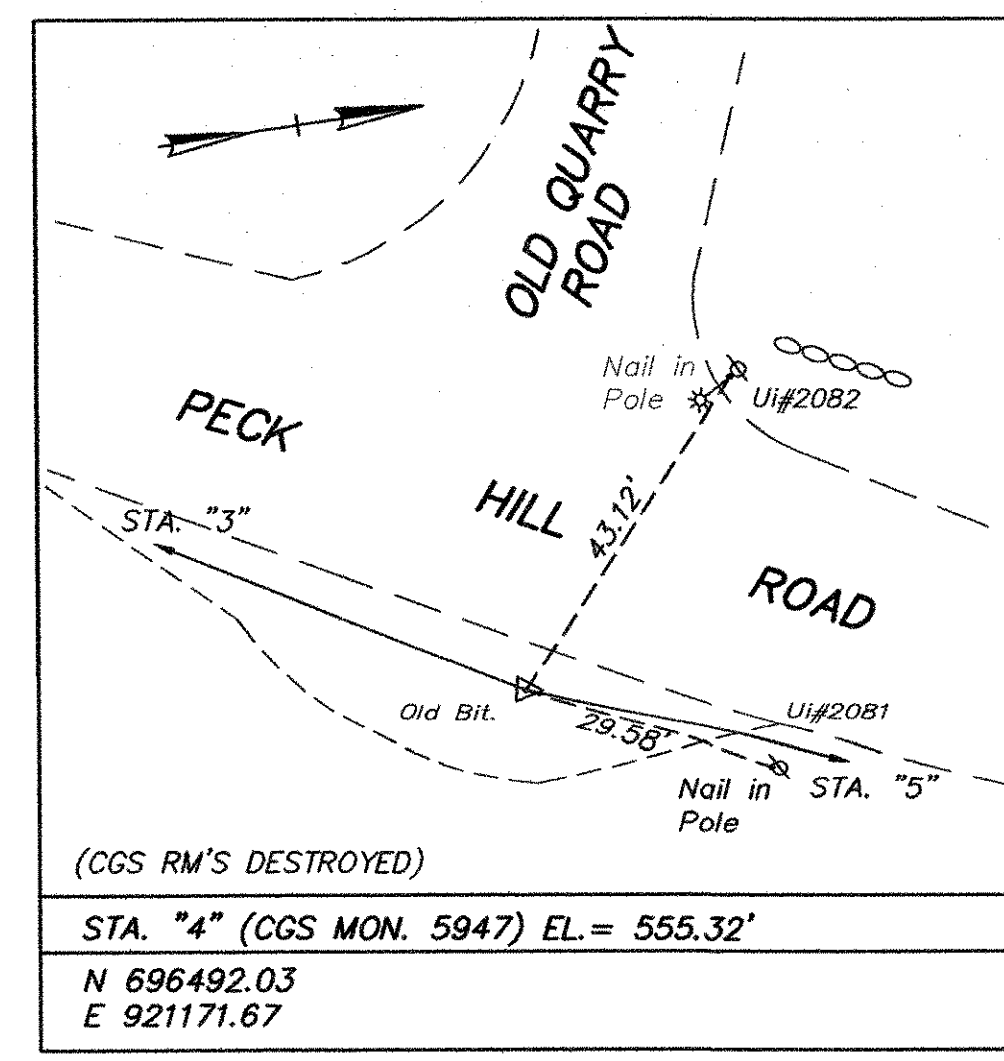 OLD QUARRY
ROAD
Nail in
Pole
Ui#2082
PECK
HILL
ROAD
43.12'
STA. "3"
Old Bit.
29.58'
Ui#2081
Nail in
Pole
STA. "5"
(CGS RM'S DESTROYED)
STA. "4" (CGS MON. 5947) EL.= 555.32'
N 696492.03
E 921171.67